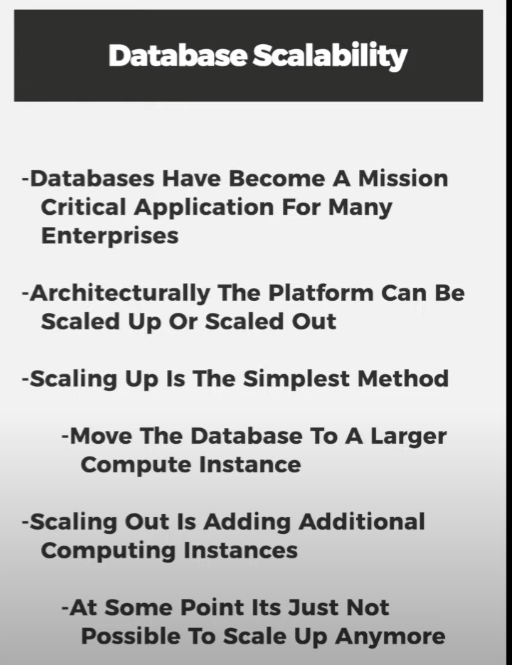 Database Scalability
-Databases Have Become A Mission
Critical Application For Many
Enterprises
-Architecturally The Platform Can Be
Scaled Up Or Scaled Out
-Scaling Up Is The Simplest Method
-Move The Database To A Larger
Compute Instance
-Scaling Out Is Adding Additional
Computing Instances
-At Some Point Its Just Not
Possible To Scale Up Anymore